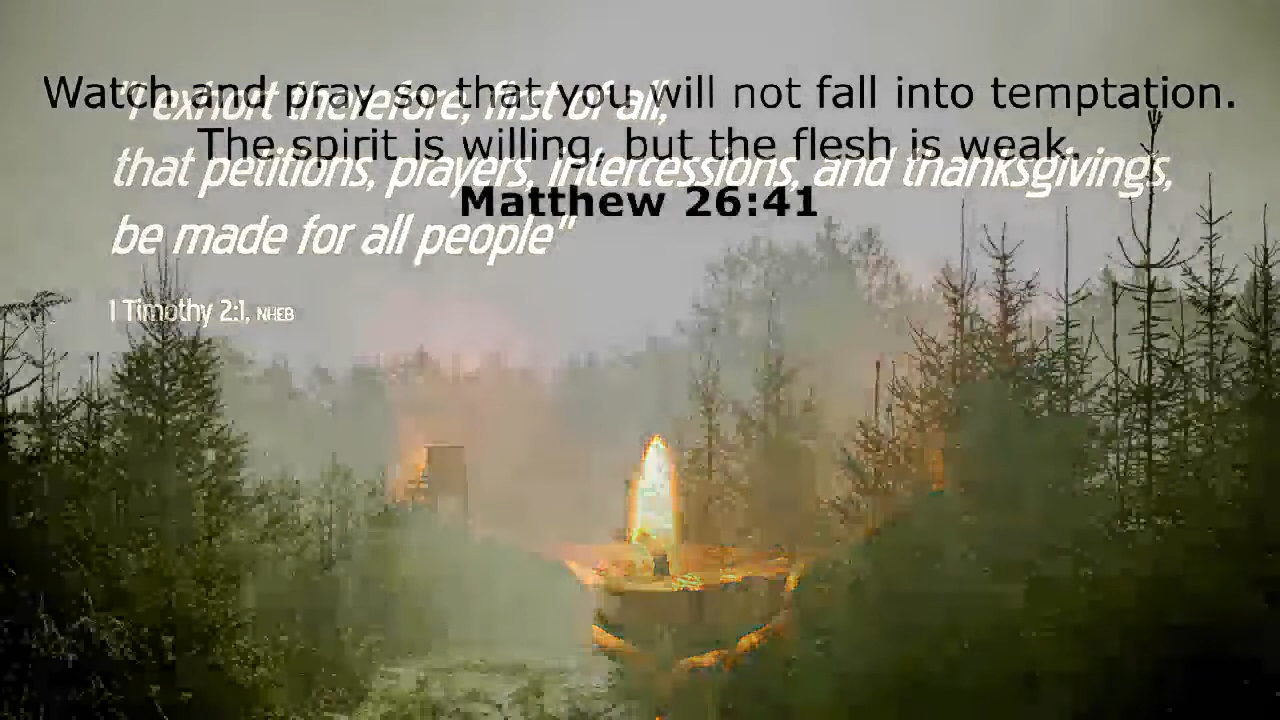 Watch and pray so that you will not fall into temptation.
The spirit is willing, but the flesh is weak.
Matthew 26:41
"I exhort therefore, first of all,
that petitions, prayers, intercessions, and thanksgivings,
be made for all people"
1 Timothy 2:1, NHEB